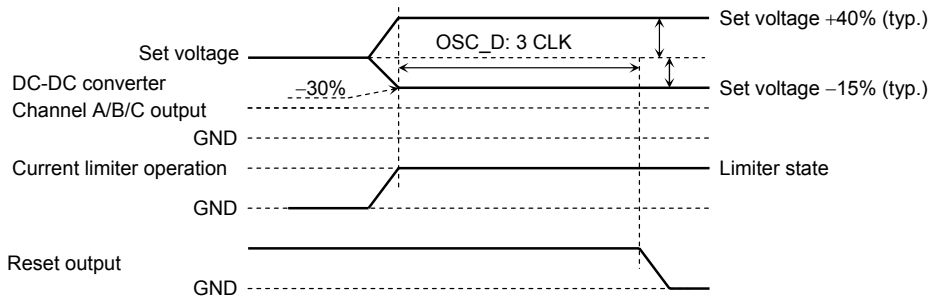 Set voltage +40% (typ.)
OSC_D: 3 CLK
Set voltage
DC-DC converter
−30%
Set voltage −15% (typ.)
Channel A/B/C output
GND
Current limiter operation
Limiter state
GND
Reset output
GND